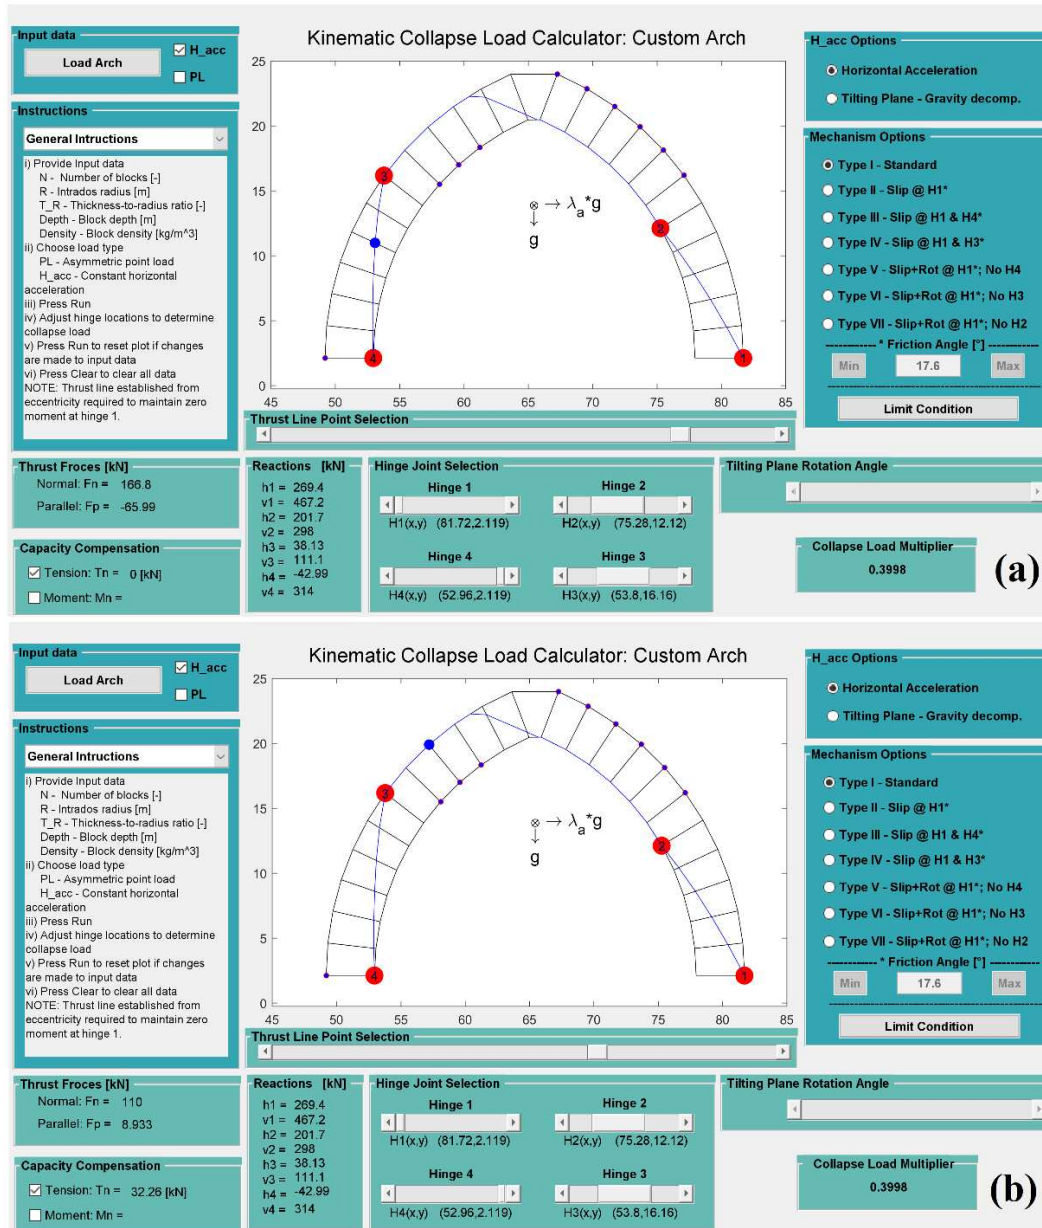 Kinematic Collapse Load Calculator: Custom Arch
Input data
Load Arch
H_acc
PL
Instructions
General Intructions
i) Provide Input data
N - Number of blocks [-]
R - Intrados radius [m]
T_R - Thickness-to-radius ratio [-]
Depth - Block depth [m]
Density - Block density [kg/m^3]
ii) Choose load type
PL - Asymmetric point load
H_acc - Constant horizontal
acceleration
iii) Press Run
iv) Adjust hinge locations to determine
collapse load
v) Press Run to reset plot if changes
are made to input data
vi) Press Clear to clear all data
NOTE: Thrust line established from
eccentricity required to maintain zero
moment at hinge 1.
25
20
15
10
5
0
45 50 55 60 65 70 75 80 85
3
2
4
1
⊗ → λa*g
g
H_acc Options
Horizontal Acceleration
Tilting Plane - Gravity decomp.
Mechanism Options
Type I - Standard
Type II - Slip @ H1*
Type III - Slip @ H1 & H4*
Type IV - Slip @ H1 & H3*
Type V - Slip+Rot @ H1*; No H4
Type VI - Slip+Rot @ H1*; No H3
Type VII - Slip+Rot @ H1*; No H2
------------ * Friction Angle [°] ------------
Min 17.6 Max
Limit Condition
Thrust Line Point Selection
Thrust Froces [kN]
Normal: Fn = 166.8
Parallel: Fp = -65.99
Capacity Compensation
Tension: Tn = 0 [kN]
Moment: Mn =
Reactions [kN]
h1 = 269.4
v1 = 467.2
h2 = 201.7
v2 = 298
h3 = 38.13
v3 = 111.1
h4 = -42.99
v4 = 314
Hinge Joint Selection
Hinge 1
H1(x,y) (81.72,2.119)
Hinge 2
H2(x,y) (75.28,12.12)
Hinge 4
H4(x,y) (52.96,2.119)
Hinge 3
H3(x,y) (53.8,16.16)
Tilting Plane Rotation Angle
Collapse Load Multiplier
0.3998
(a)
Kinematic Collapse Load Calculator: Custom Arch
Input data
Load Arch
H_acc
PL
Instructions
General Intructions
i) Provide Input data
N - Number of blocks [-]
R - Intrados radius [m]
T_R - Thickness-to-radius ratio [-]
Depth - Block depth [m]
Density - Block density [kg/m^3]
ii) Choose load type
PL - Asymmetric point load
H_acc - Constant horizontal
acceleration
iii) Press Run
iv) Adjust hinge locations to determine
collapse load
v) Press Run to reset plot if changes
are made to input data
vi) Press Clear to clear all data
NOTE: Thrust line established from
eccentricity required to maintain zero
moment at hinge 1.
25
20
15
10
5
0
45 50 55 60 65 70 75 80 85
3
2
4
1
⊗ → λa*g
g
H_acc Options
Horizontal Acceleration
Tilting Plane - Gravity decomp.
Mechanism Options
Type I - Standard
Type II - Slip @ H1*
Type III - Slip @ H1 & H4*
Type IV - Slip @ H1 & H3*
Type V - Slip+Rot @ H1*; No H4
Type VI - Slip+Rot @ H1*; No H3
Type VII - Slip+Rot @ H1*; No H2
------------ * Friction Angle [°] ------------
Min 17.6 Max
Limit Condition
Thrust Line Point Selection
Thrust Froces [kN]
Normal: Fn = 110
Parallel: Fp = 8.933
Capacity Compensation
Tension: Tn = 32.26 [kN]
Moment: Mn =
Reactions [kN]
h1 = 269.4
v1 = 467.2
h2 = 201.7
v2 = 298
h3 = 38.13
v3 = 111.1
h4 = -42.99
v4 = 314
Hinge Joint Selection
Hinge 1
H1(x,y) (81.72,2.119)
Hinge 2
H2(x,y) (75.28,12.12)
Hinge 4
H4(x,y) (52.96,2.119)
Hinge 3
H3(x,y) (53.8,16.16)
Tilting Plane Rotation Angle
Collapse Load Multiplier
0.3998
(b)